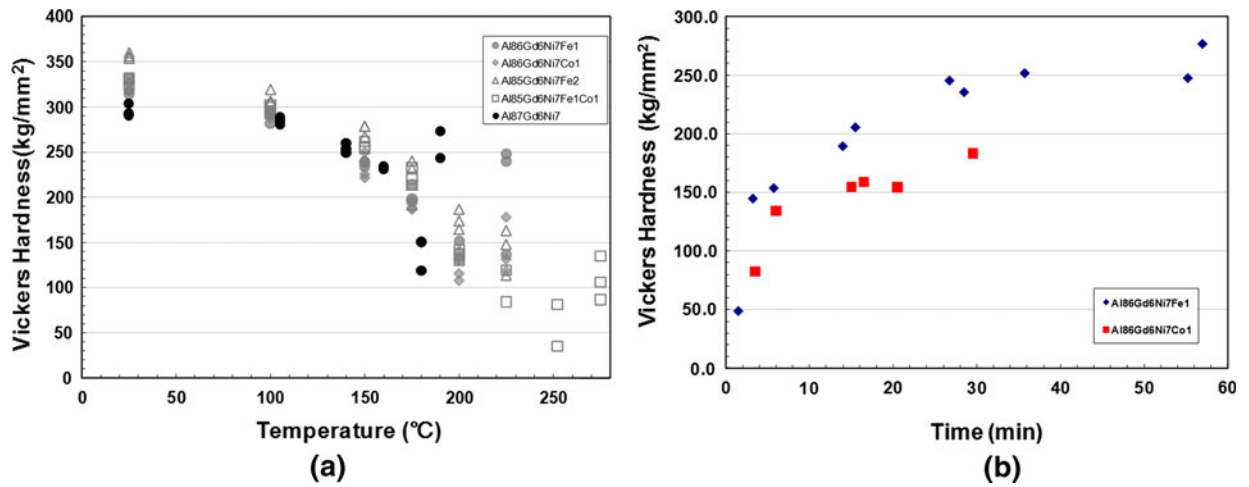 400
350
300
250
200
150
100
50
0
Vickers Hardness(kg/mm²)
Al86Gd6Ni7Fe1
Al86Gd6Ni7Co1
Al85Gd6Ni7Fe2
Al85Gd6Ni7Fe1Co1
Al87Gd6Ni7
0 50 100 150 200 250
Temperature (°C)
(a)
300.0
250.0
200.0
150.0
100.0
50.0
0.0
Vickers Hardness (kg/mm²)
Al86Gd6Ni7Fe1
Al86Gd6Ni7Co1
0 10 20 30 40 50 60
Time (min)
(b)